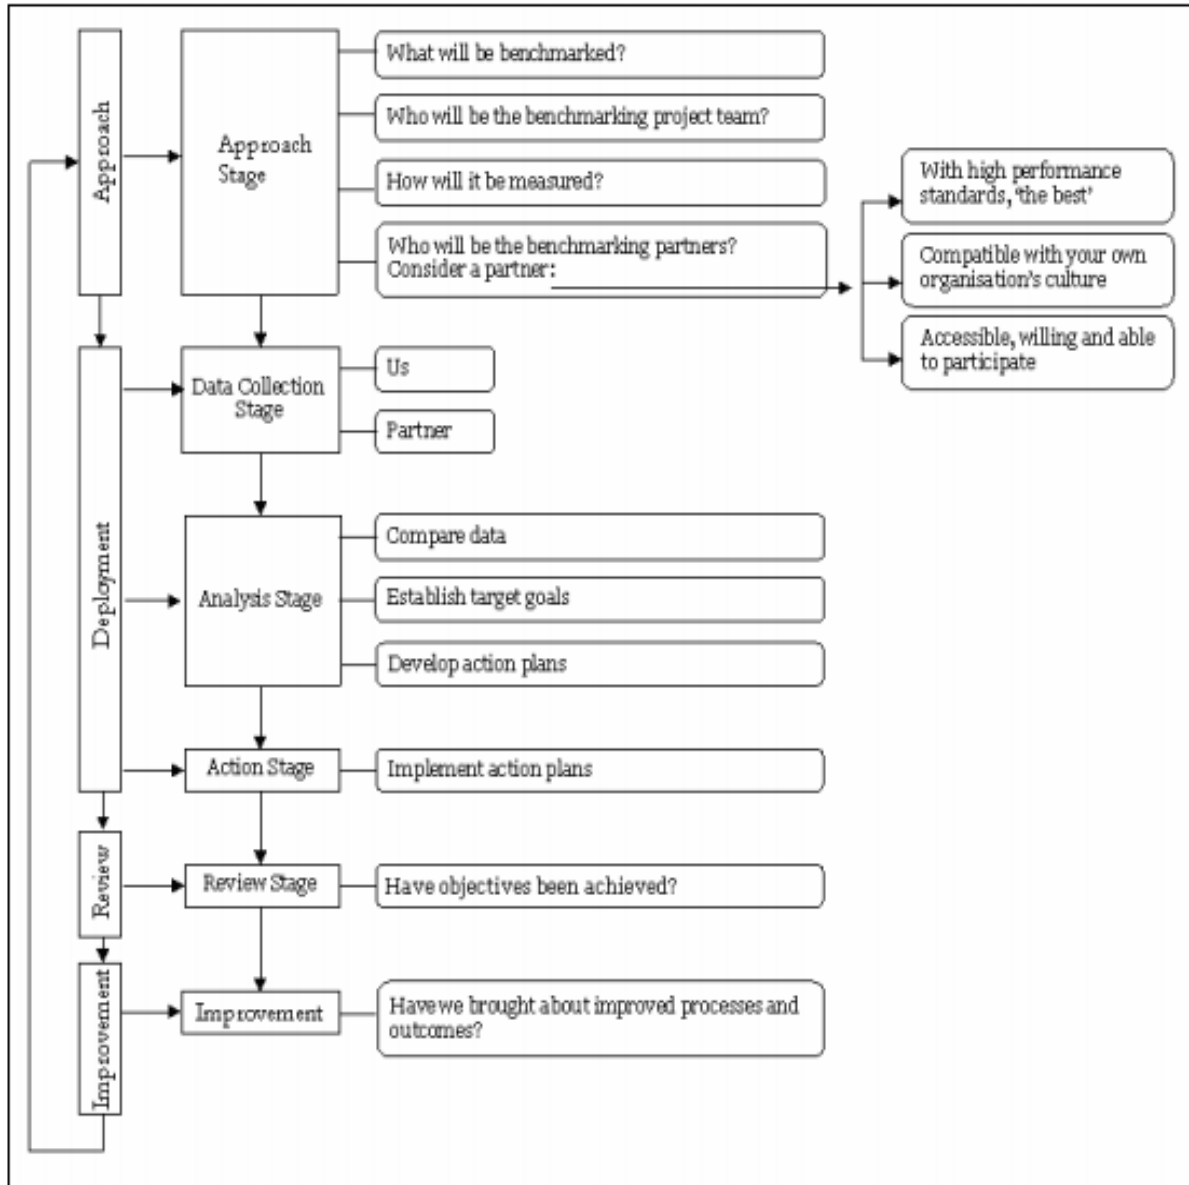 Approach
Approach
Stage
What will be benchmarked?
Who will be the benchmarking project team?
How will it be measured?
Who will be the benchmarking partners?
Consider a partner:
With high performance
standards, ‘the best’
Compatible with your own
organisation’s culture
Accessible, willing and able
to participate
Deployment
Data Collection
Stage
Us
Partner
Analysis Stage
Compare data
Establish target goals
Develop action plans
Action Stage
Implement action plans
Review
Review Stage
Have objectives been achieved?
Improvement
Improvement
Have we brought about improved processes and
outcomes?